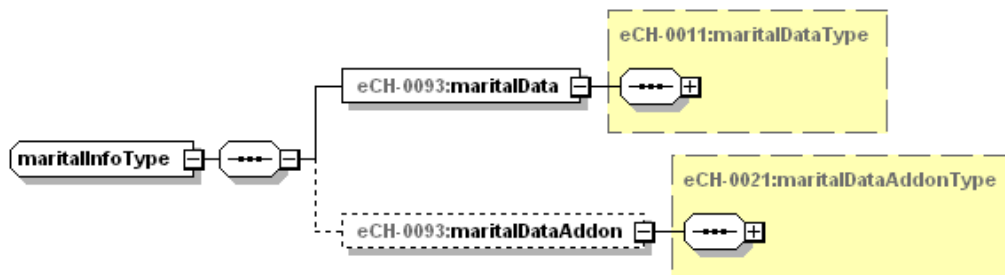 eCH-0011:maritalDataType
eCH-0093:maritalData
maritalInfoType
eCH-0021:maritalDataAddonType
eCH-0093:maritalDataAddon